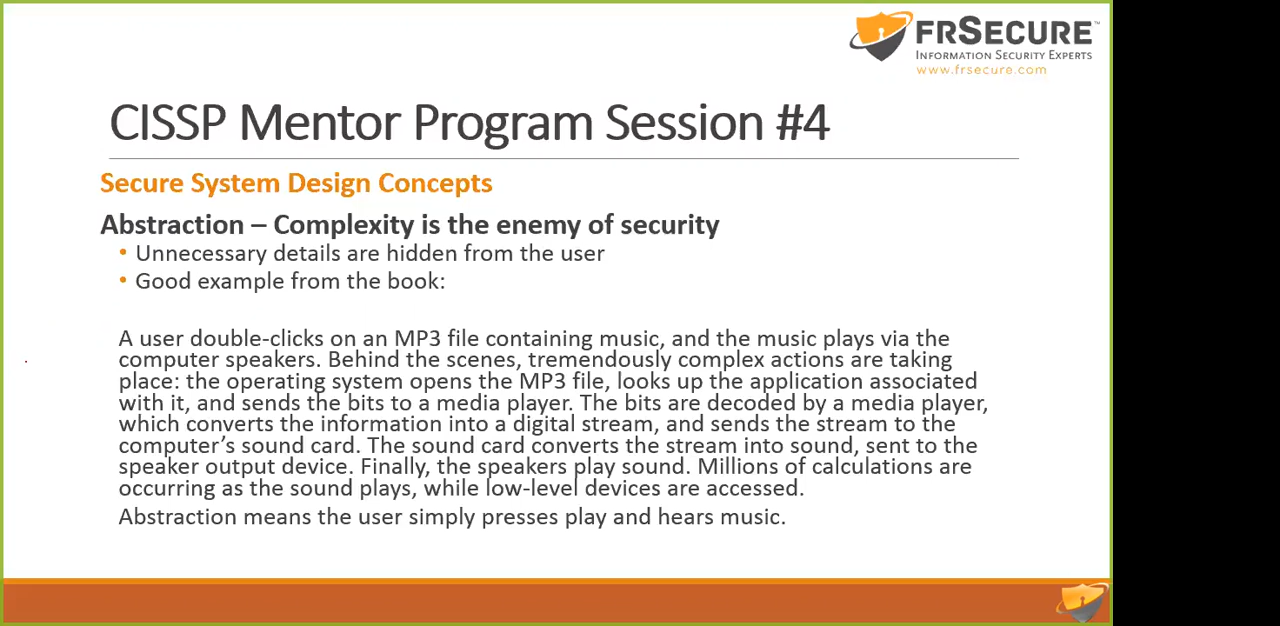 FRSECURE™
INFORMATION SECURITY EXPERTS
www.frsecure.com
CISSP Mentor Program Session #4
Secure System Design Concepts
Abstraction – Complexity is the enemy of security
• Unnecessary details are hidden from the user
• Good example from the book:
A user double-clicks on an MP3 file containing music, and the music plays via the
computer speakers. Behind the scenes, tremendously complex actions are taking
place: the operating system opens the MP3 file, looks up the application associated
with it, and sends the bits to a media player. The bits are decoded by a media player,
which converts the information into a digital stream, and sends the stream to the
computer’s sound card. The sound card converts the stream into sound, sent to the
speaker output device. Finally, the speakers play sound. Millions of calculations are
occurring as the sound plays, while low-level devices are accessed.
Abstraction means the user simply presses play and hears music.